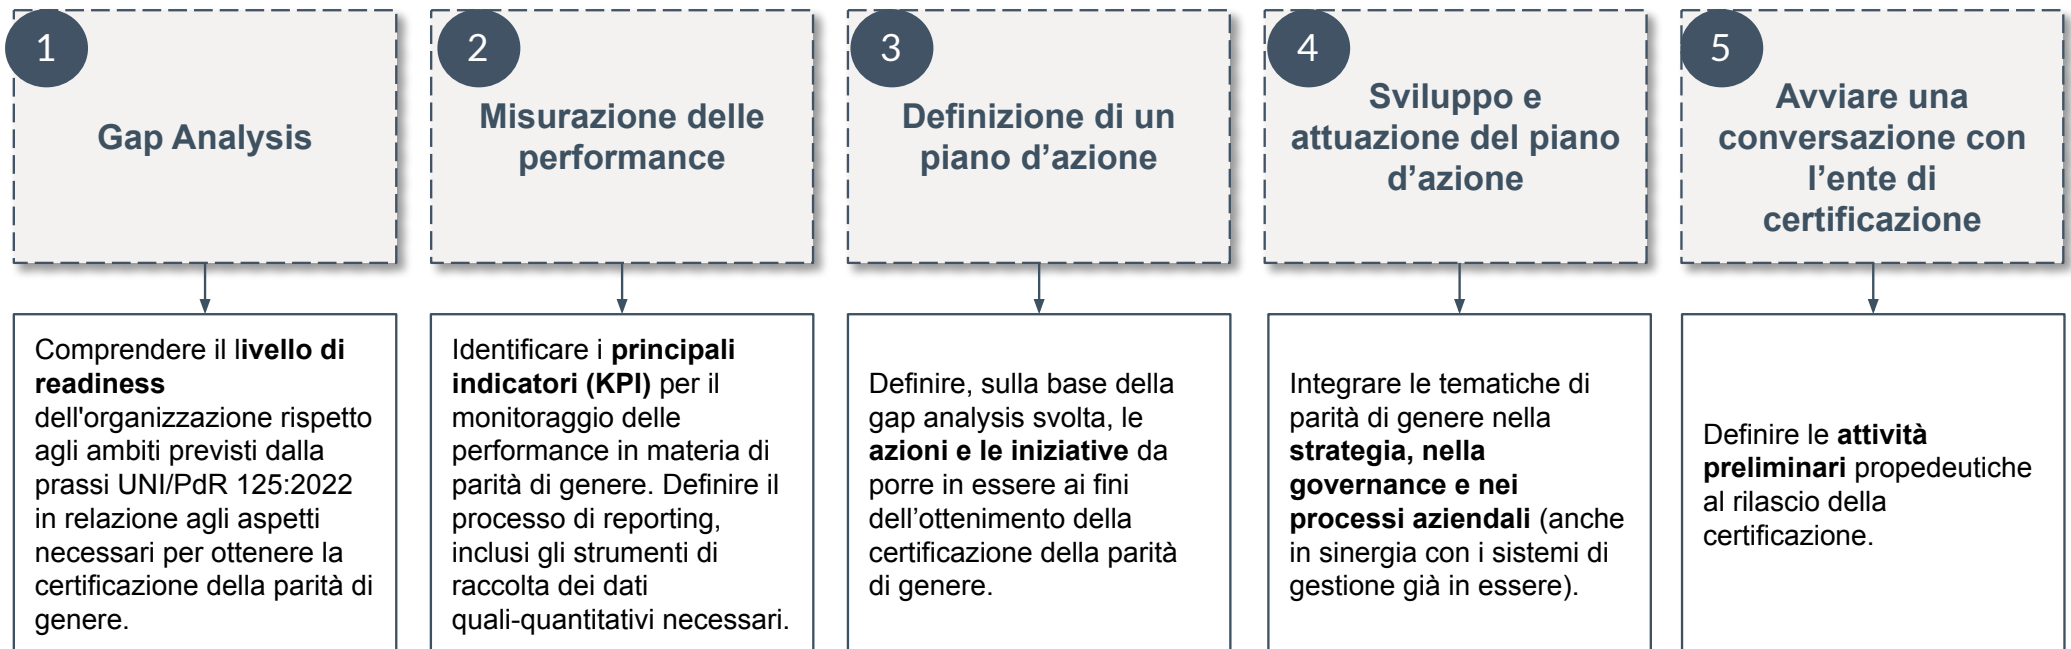 1
Gap Analysis
2
Misurazione delle
performance
3
Definizione di un
piano d’azione
4
Sviluppo e
attuazione del piano
d’azione
5
Avviare una
conversazione con
l’ente di
certificazione
Comprendere il livello di
readiness
dell'organizzazione rispetto
agli ambiti previsti dalla
prassi UNI/PdR 125:2022
in relazione agli aspetti
necessari per ottenere la
certificazione della parità di
genere.
Identificare i principali
indicatori (KPI) per il
monitoraggio delle
performance in materia di
parità di genere. Definire il
processo di reporting,
inclusi gli strumenti di
raccolta dei dati
quali-quantitativi necessari.
Definire, sulla base della
gap analysis svolta, le
azioni e le iniziative da
porre in essere ai fini
dell’ottenimento della
certificazione della parità
di genere.
Integrare le tematiche di
parità di genere nella
strategia, nella
governance e nei
processi aziendali (anche
in sinergia con i sistemi di
gestione già in essere).
Definire le attività
preliminari propedeutiche
al rilascio della
certificazione.